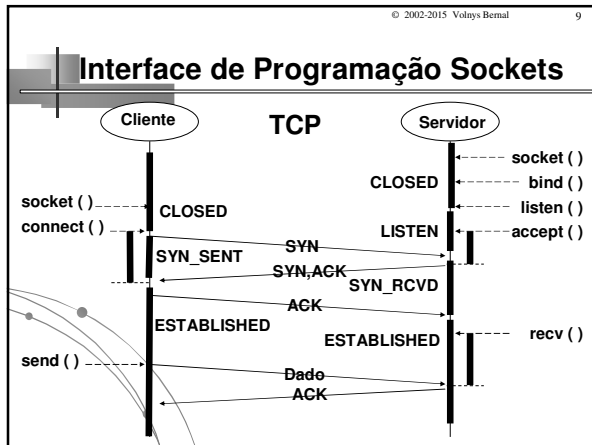 © 2002-2015 Volnys Bernal 9
Interface de Programação Sockets
Cliente
TCP
Servidor
socket ( )
CLOSED
bind ( )
socket ( )
CLOSED
listen ( )
connect ( )
LISTEN
accept ( )
SYN
SYN_SENT
SYN,ACK
SYN_RCVD
ACK
ESTABLISHED
ESTABLISHED
recv ( )
send ( )
Dado
ACK